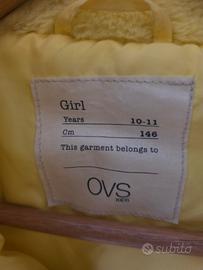 Girl
Years 10-11
Cm 146
This garment belongs to
OVS
subito